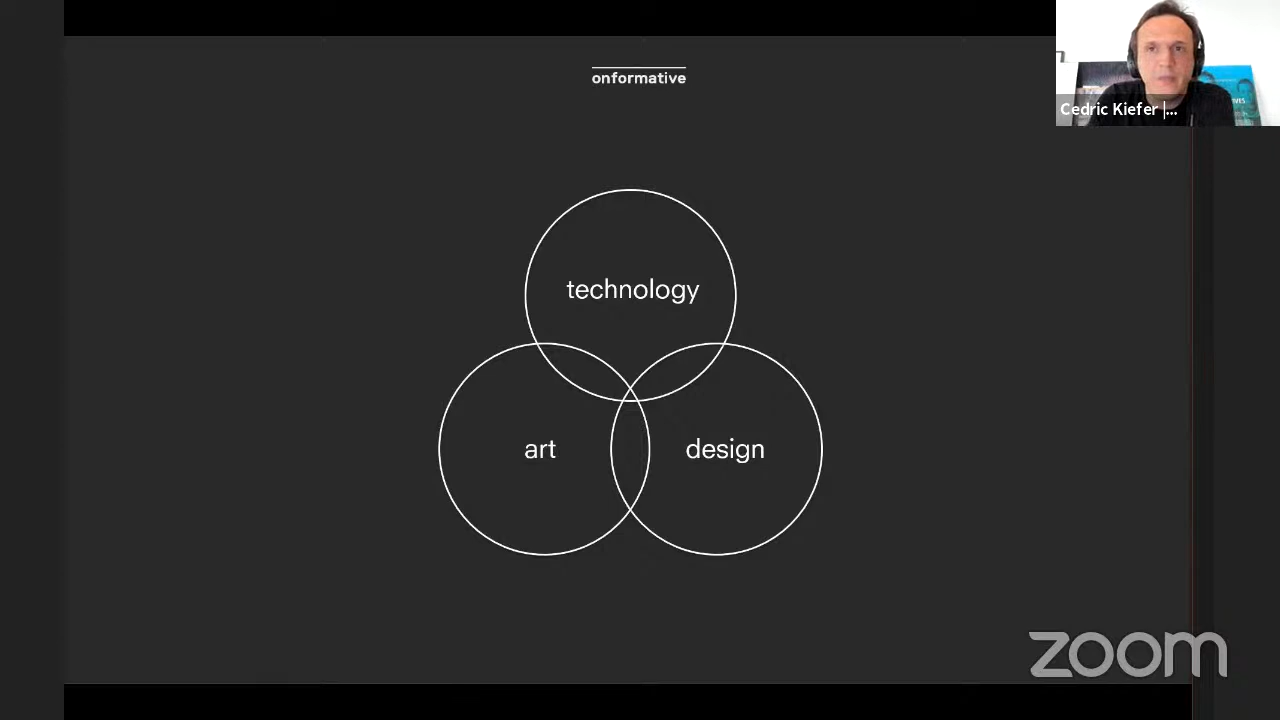 onformative
Cedric Kiefer |...
technology
art
design
zoom